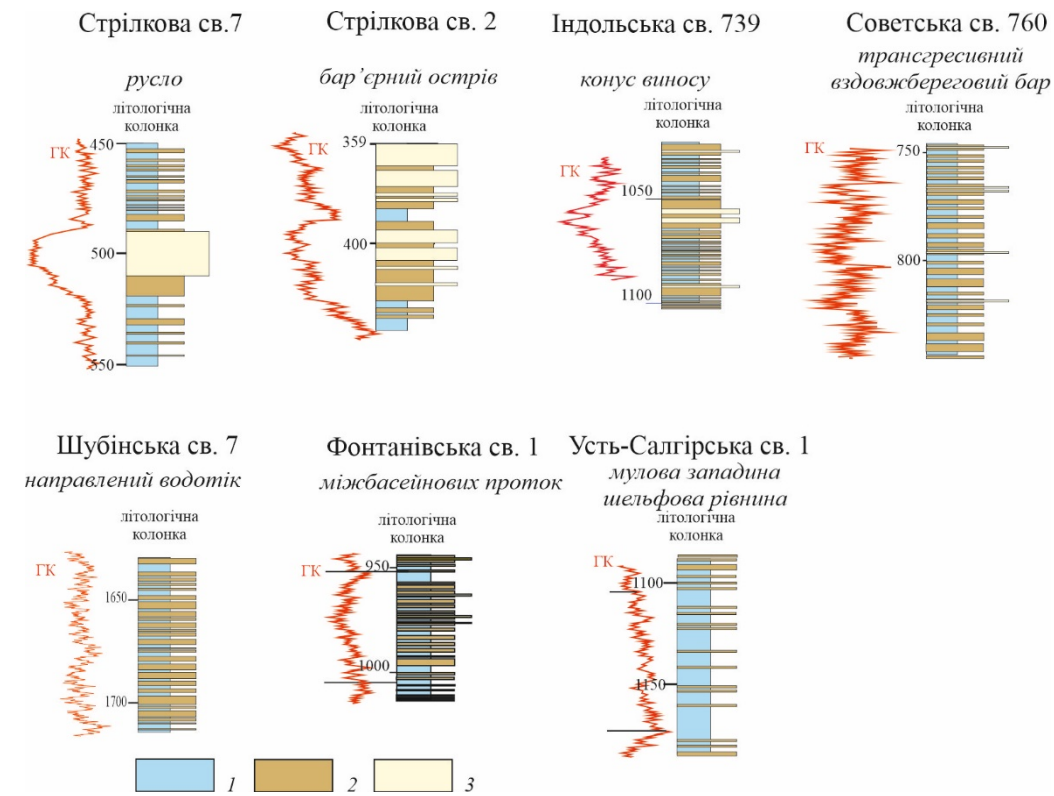 Стрілкова св.7
русло
літологічна
колонка
ГК
450
500
550
Стрілкова св. 2
бар’єрний острів
літологічна
колонка
ГК
359
400
Індольська св. 739
конус виносу
літологічна
колонка
ГК
1050
1100
Советська св. 760
трансгресивний
вздовжбереговий бар
літологічна
колонка
ГК
750
800
Шубінська св. 7
направлений водотік
літологічна
колонка
ГК
1650
1700
Фонтанівська св. 1
міжбасейнових проток
літологічна
колонка
ГК
950
1000
Усть-Салгірська св. 1
мулова западина
шельфова рівнина
літологічна
колонка
ГК
1100
1150
1 2 3